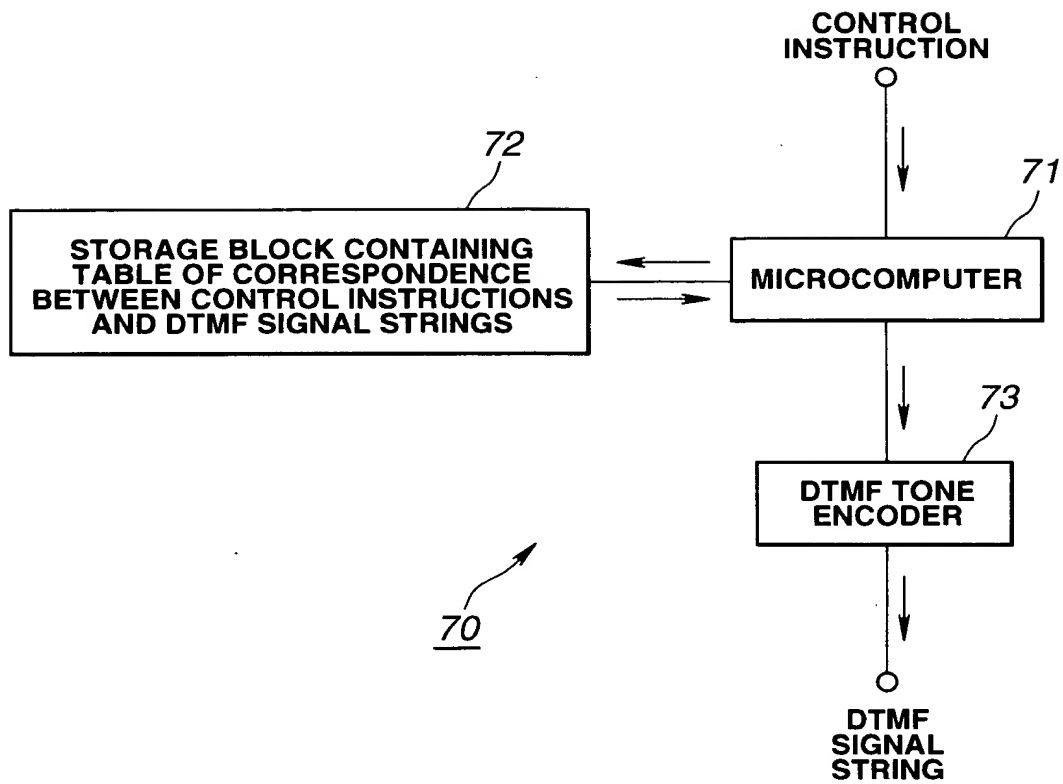 CONTROL
INSTRUCTION
72
71
STORAGE BLOCK CONTAINING
TABLE OF CORRESPONDENCE
BETWEEN CONTROL INSTRUCTIONS
AND DTMF SIGNAL STRINGS
MICROCOMPUTER
73
DTMF TONE
ENCODER
70
DTMF
SIGNAL
STRING